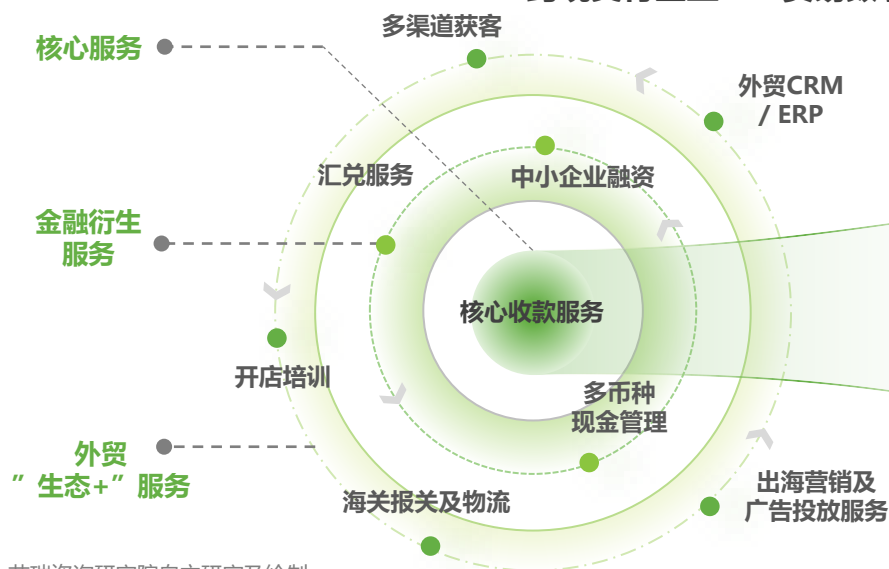 多渠道获客
核心服务
外贸CRM
/ ERP
汇兑服务
中小企业融资
金融衍生
服务
核心收款服务
开店培训
多币种
现金管理
外贸
”生态+”服务
海关报关及物流
出海营销及
广告投放服务